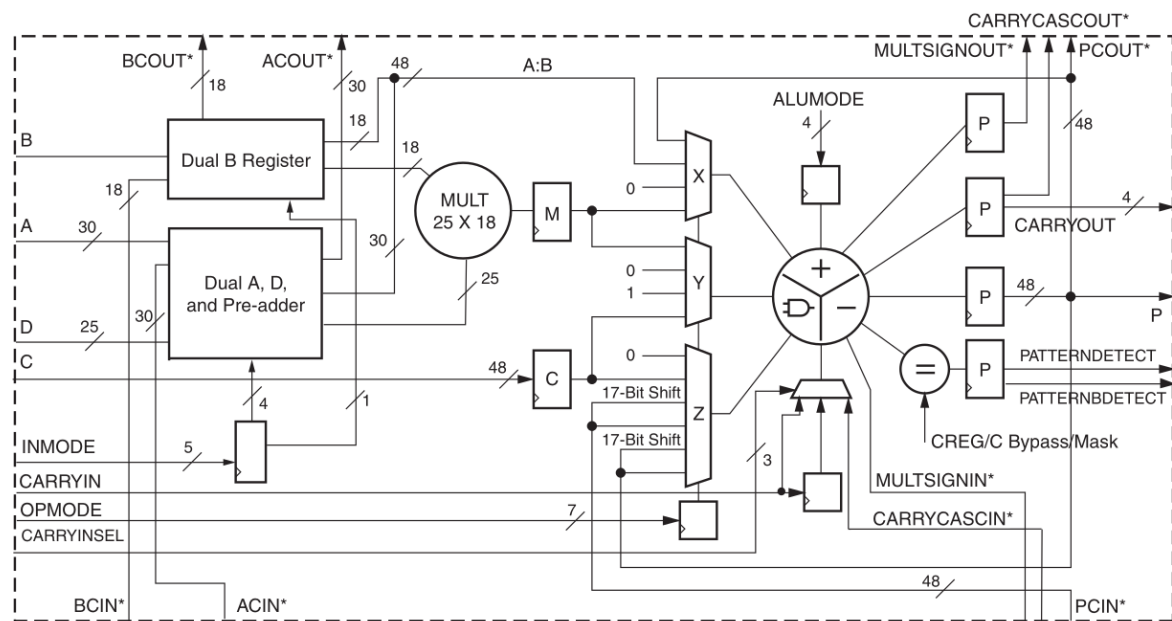 CARRYCASCOUT*
BCOUT* ACOUT* MULTSIGNOUT* PCOUT*
18 30 48 A:B
ALUMODE
4 48
B
Dual B Register
18 18
18
MULT
25 X 18
M
X
0
P
A
30
Dual A, D,
and Pre-adder
30
30
25
0
1
Y
P
4
CARRYOUT
+
−
P
48
P
D
25
C
48
C
0
17-Bit Shift
17-Bit Shift
Z
=
P
PATTERNDETECT
PATTERNBDETECT
CREG/C Bypass/Mask
4
1
INMODE
5
3
CARRYIN
MULTSIGNIN*
OPMODE
7
CARRYCASCIN*
CARRYINSEL
48
BCIN* ACIN* PCIN*